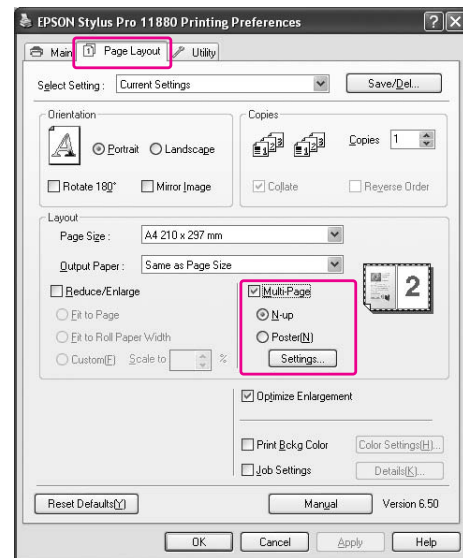 EPSON Stylus Pro 11880 Printing Preferences
Main Page Layout Utility
Select Setting : Current Settings Save/Del...
Orientation Copies
A Portrait Landscape Copies 1
Rotate 180° Mirror Image Collate Reverse Order
Layout
Page Size : A4 210 x 297 mm
Output Paper : Same as Page Size
Reduce/Enlarge Multi-Page 2
Fit to Page N-up
Fit to Roll Paper Width Poster(N)
Custom(F) Scale to % Settings...
Optimize Enlargement
Print Bckg Color Color Settings(H)...
Job Settings Details(K)...
Reset Defaults(Y) Manual Version 6.50
OK Cancel Apply Help